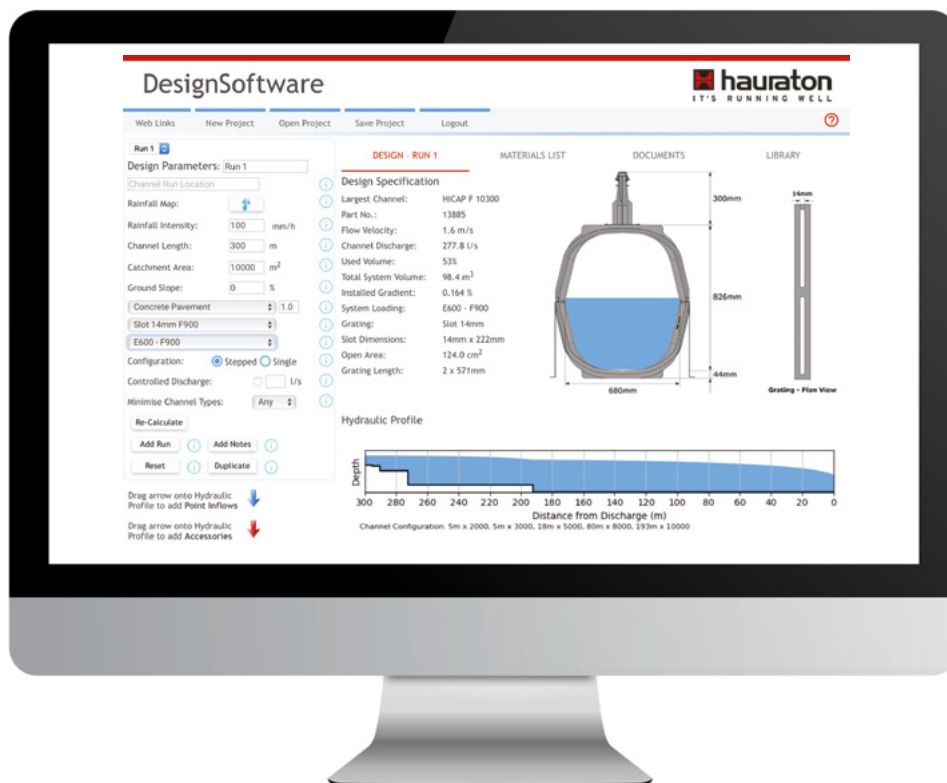 DesignSoftware
hauraton
IT'S RUNNING WELL
Web Links New Project Open Project Save Project Logout ?
Run 1
Design Parameters: Run 1
Channel Run Location i
Rainfall Map: i
Rainfall Intensity: 100 mm/h i
Channel Length: 300 m i
Catchment Area: 10000 m² i
Ground Slope: 0 % i
Concrete Pavement 1.0 i
Slot 14mm F900 i
E600 - F900 i
Configuration: Stepped Single i
Controlled Discharge: l/s i
Minimise Channel Types: Any i
Re-Calculate
Add Run i Add Notes i
Reset i Duplicate i
Drag arrow onto Hydraulic
Profile to add Point Inflows
Drag arrow onto Hydraulic
Profile to add Accessories
DESIGN - RUN 1 MATERIALS LIST DOCUMENTS LIBRARY
Design Specification
Largest Channel: HICAP F 10300
Part No.: 13885
Flow Velocity: 1.6 m/s
Channel Discharge: 277.8 l/s
Used Volume: 53%
Total System Volume: 98.4 m³
Installed Gradient: 0.164 %
System Loading: E600 - F900
Grating: Slot 14mm
Slot Dimensions: 14mm x 222mm
Open Area: 124.0 cm²
Grating Length: 2 x 571mm
300mm
826mm
44mm
680mm
14mm
Grating - Plan View
Hydraulic Profile
Depth
300 280 260 240 220 200 180 160 140 120 100 80 60 40 20 0
Distance from Discharge (m)
Channel Configuration: 5m x 2000, 5m x 3000, 18m x 5000, 80m x 8000, 193m x 10000